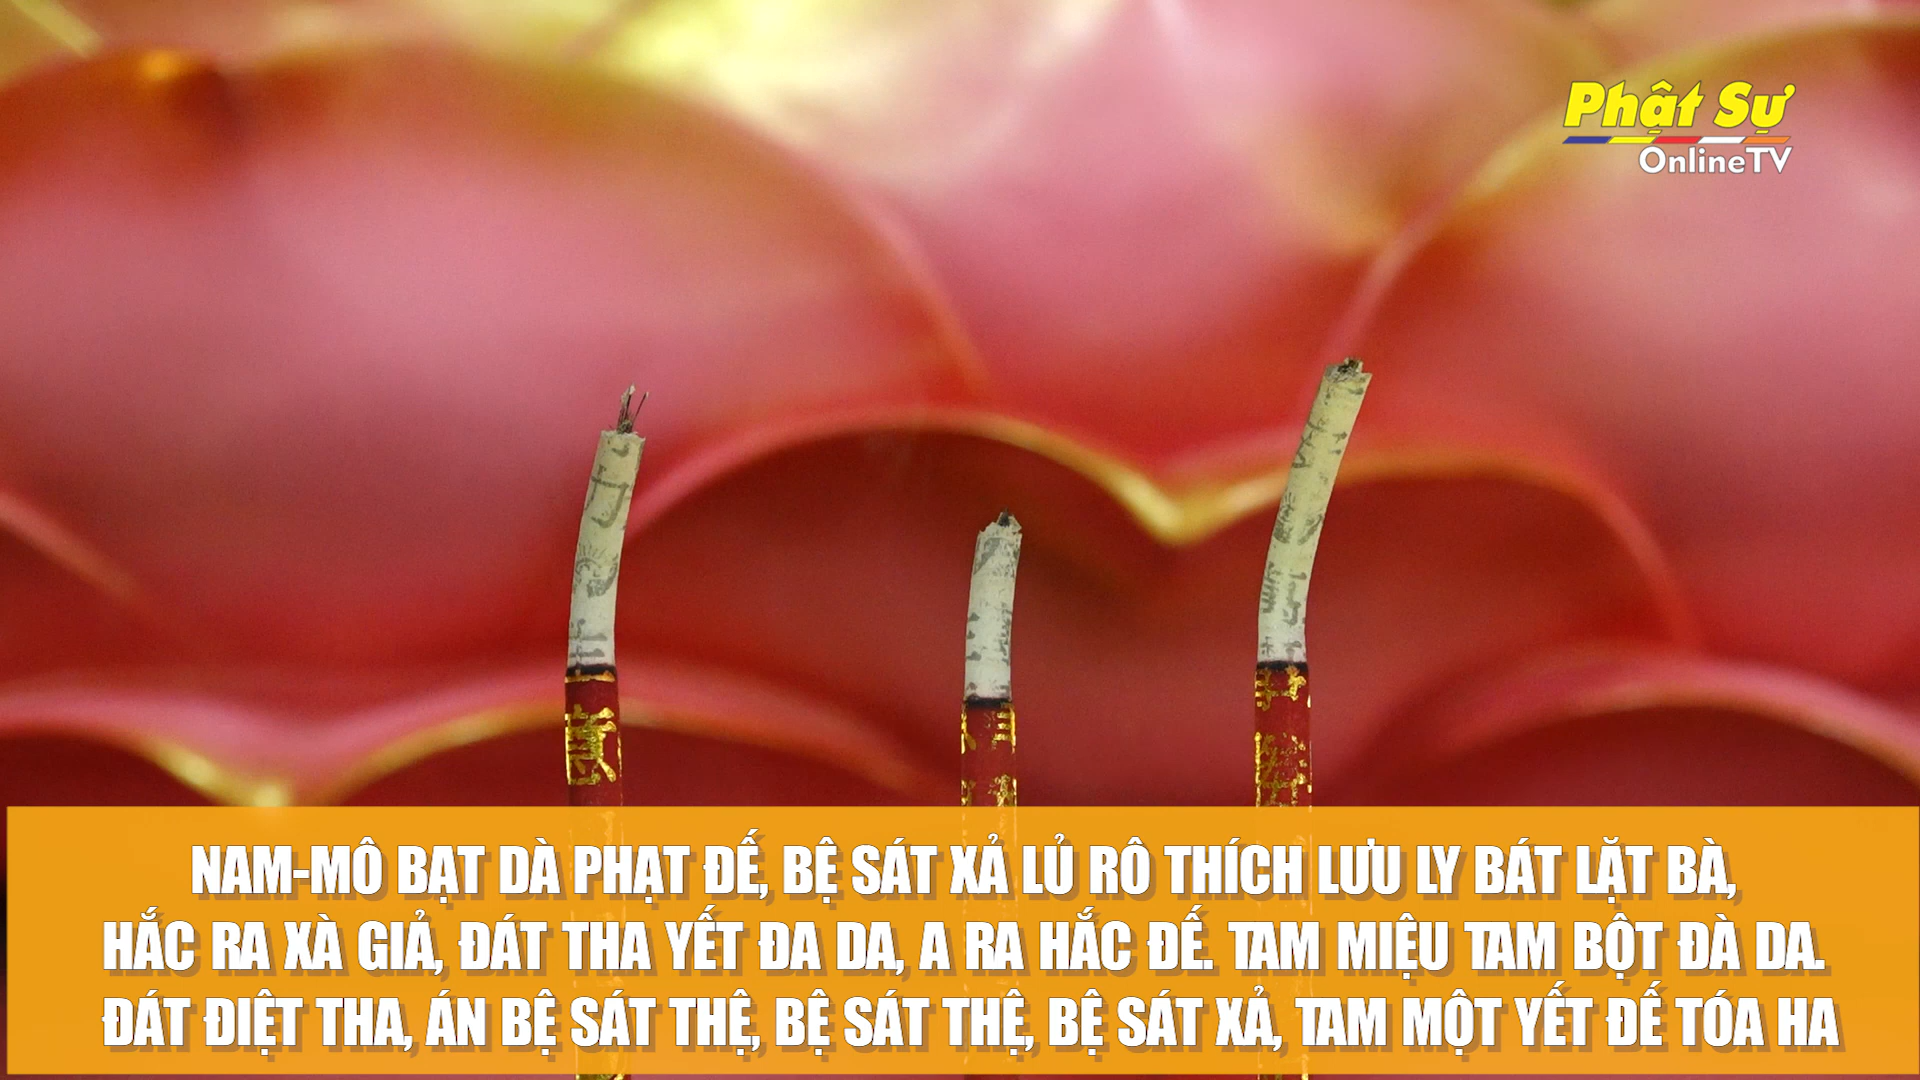 Phật Sự
OnlineTV
NAM-MÔ BẠT DÀ PHẠT ĐẾ, BỆ SÁT XẢ LỦ RÔ THÍCH LƯU LY BÁT LẶT BÀ,
HẮC RA XÀ GIẢ, ĐÁT THA YẾT ĐA DA, A RA HẮC ĐẾ. TAM MIỆU TAM BỘT ĐÀ DA.
ĐÁT ĐIỆT THA, ÁN BỆ SÁT THỆ, BỆ SÁT THỆ, BỆ SÁT XẢ, TAM MỘT YẾT ĐẾ TÓA HA